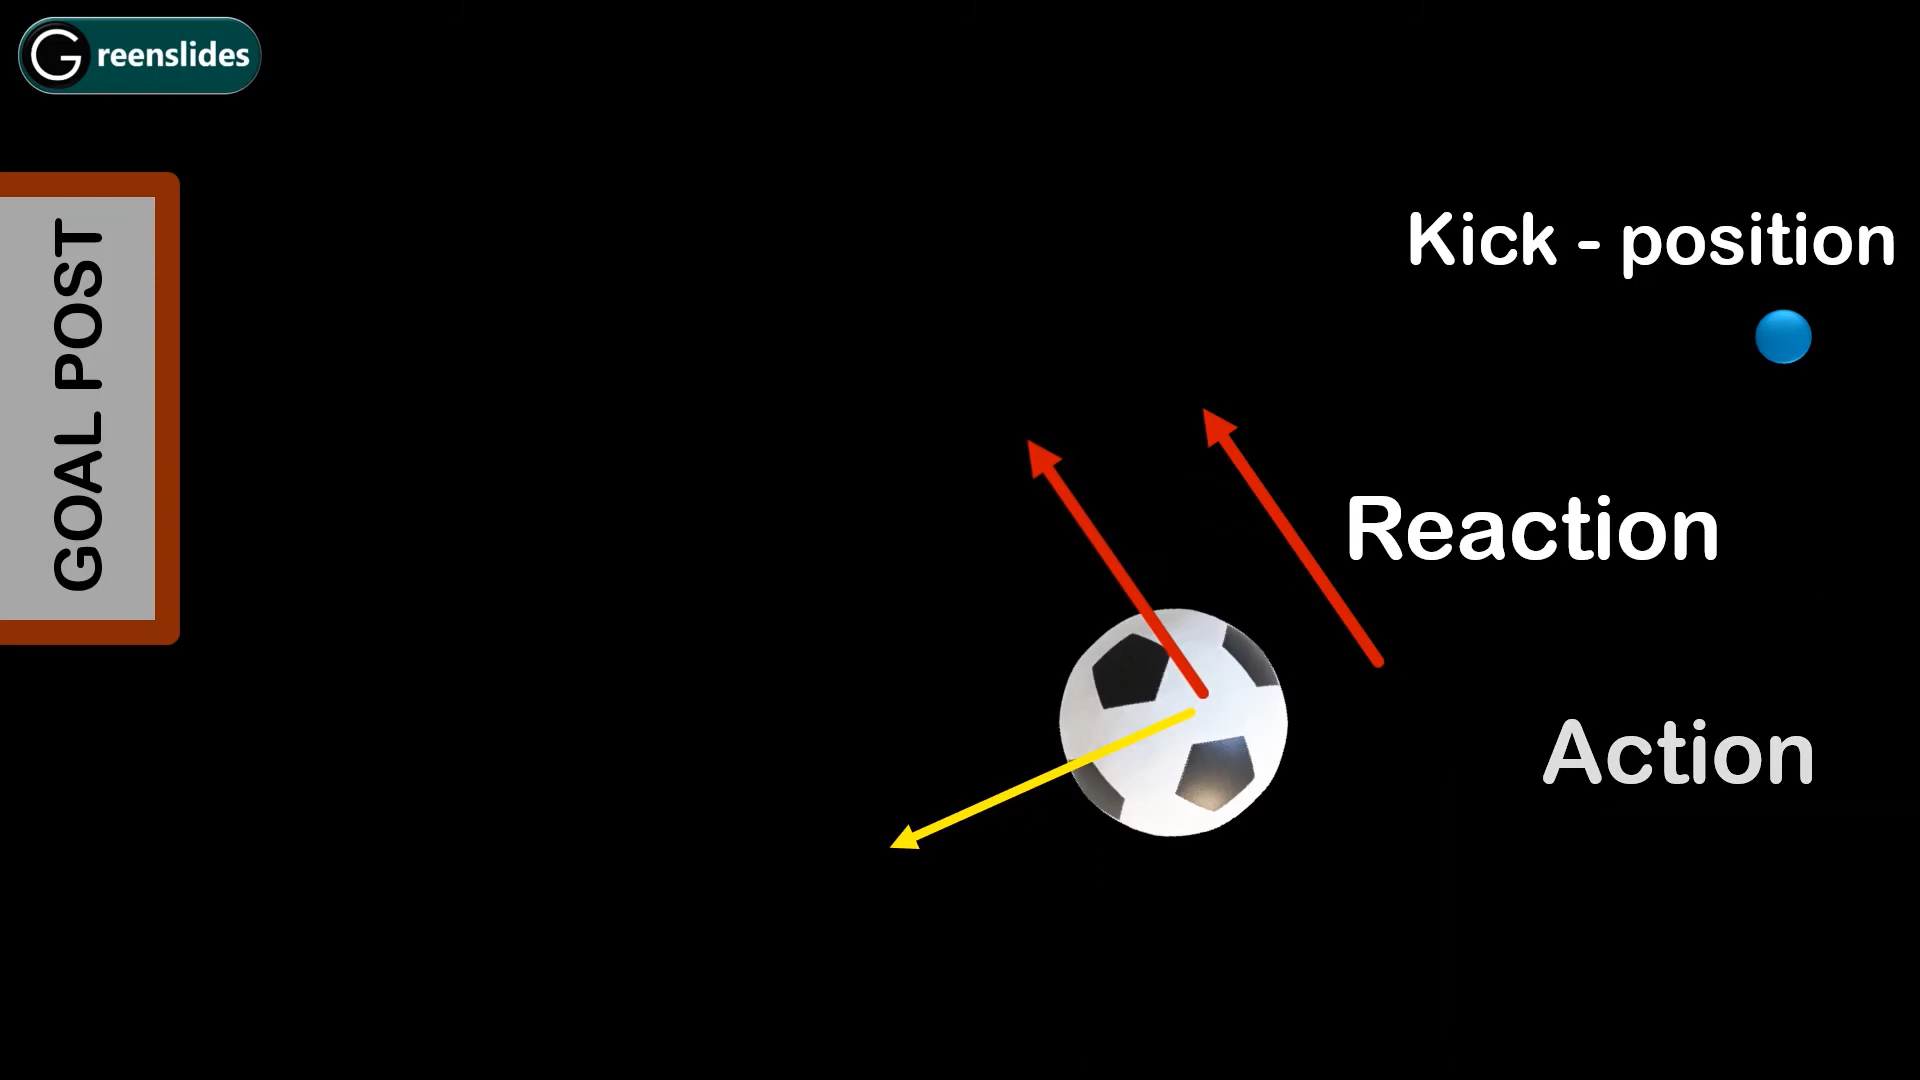 Greenslides
GOAL POST
Kick - position
Reaction
Action